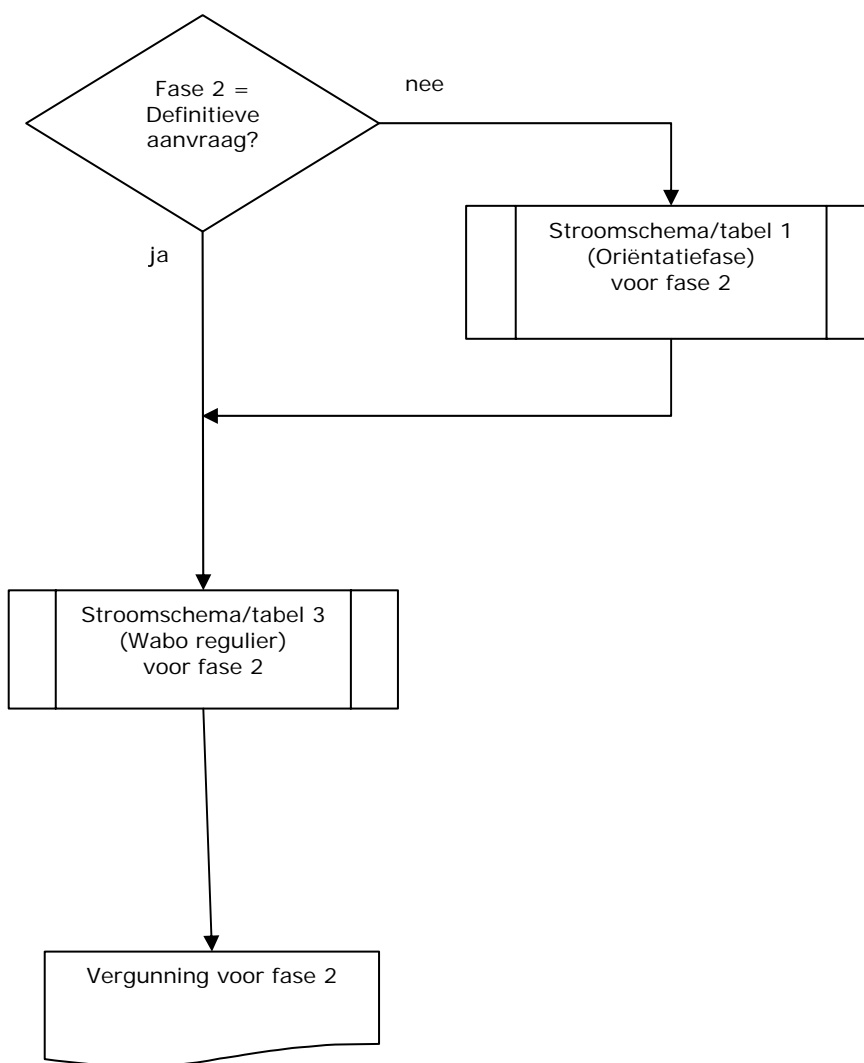 Fase 2 =
Definitieve
aanvraag?
nee
ja
Stroomschema/tabel 1
(Oriëntatiefase)
voor fase 2
Stroomschema/tabel 3
(Wabo regulier)
voor fase 2
Vergunning voor fase 2